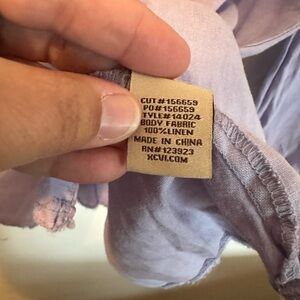 CUT#156659
PO#156659
STYLE#14024
BODY FABRIC
100%LINEN
MADE IN CHINA
RN#123923
XCVI.COM